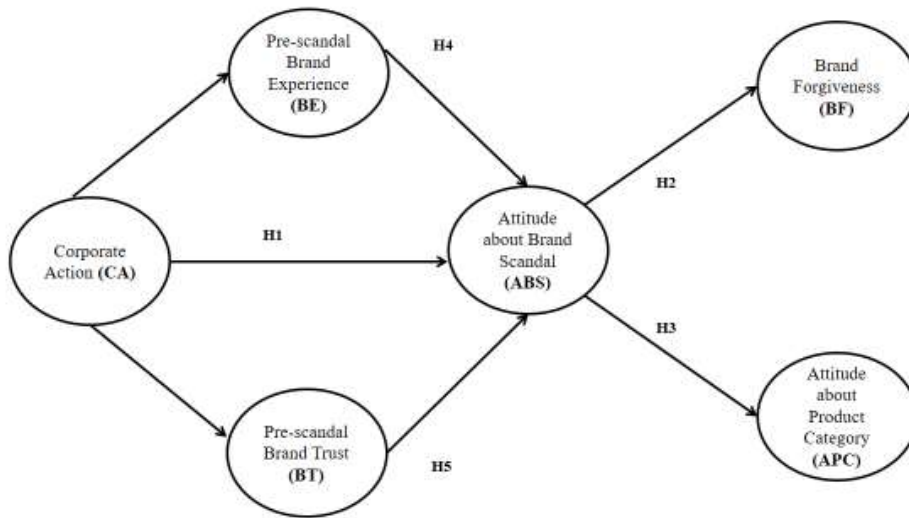 Pre-scandal
Brand
Experience
(BE)
H4
Brand
Forgiveness
(BF)
H2
Corporate
Action (CA)
H1
Attitude
about Brand
Scandal
(ABS)
H3
Pre-scandal
Brand Trust
(BT)
H5
Attitude
about
Product
Category
(APC)